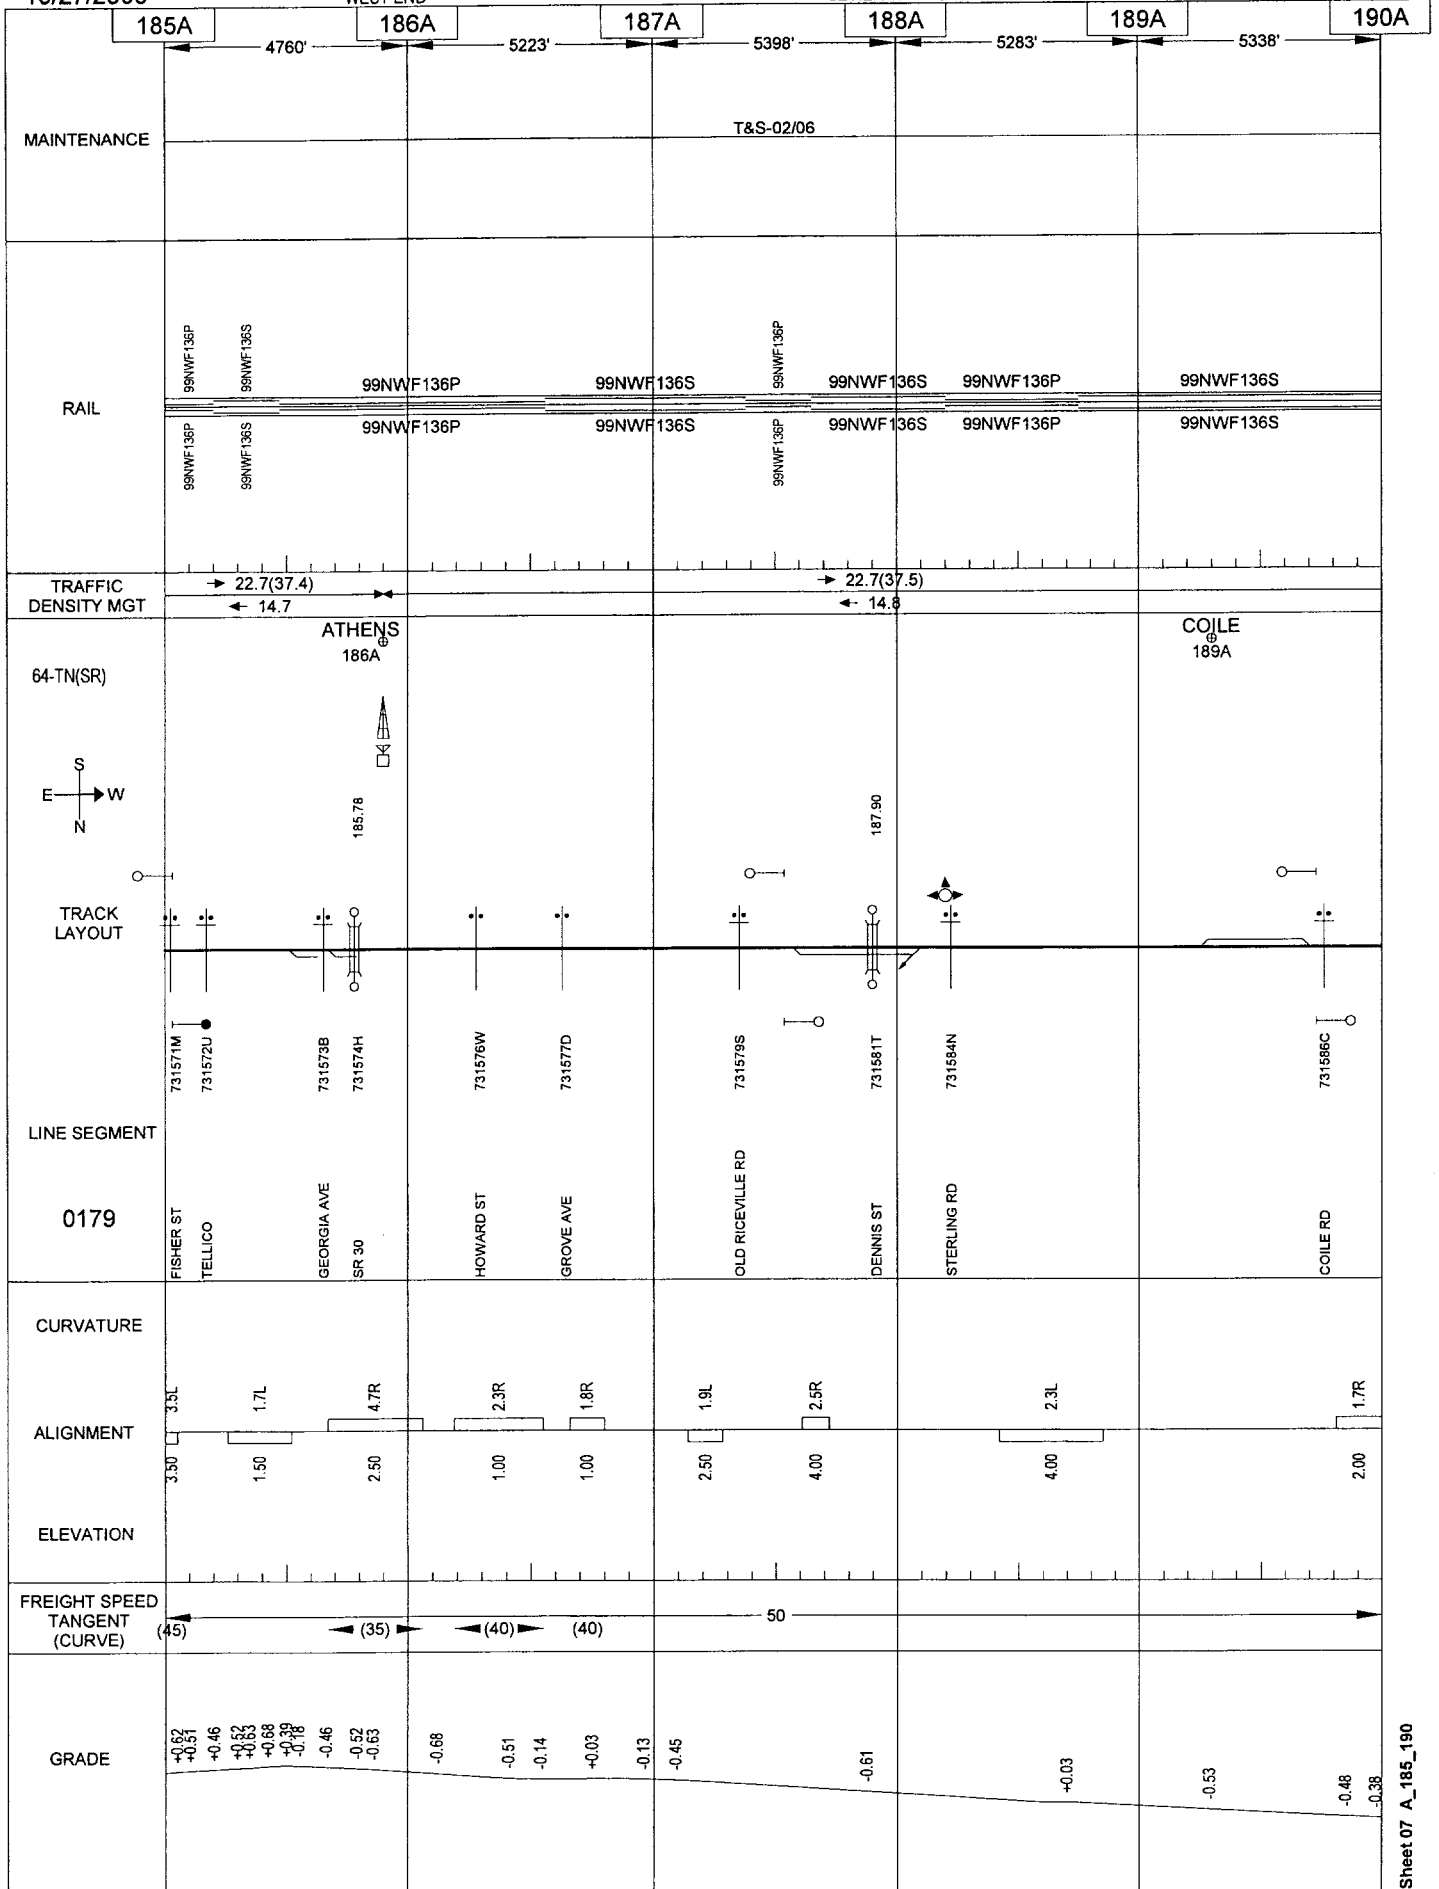 WEST END
185A 186A 187A 188A 189A 190A
4760' 5223' 5398' 5283' 5338'
MAINTENANCE
T&S-02/06
RAIL
99NWF136P 99NWF136S 99NWF136P 99NWF136S 99NWF136P 99NWF136S 99NWF136P 99NWF136S
99NWF136P 99NWF136S 99NWF136P 99NWF136S 99NWF136P 99NWF136S 99NWF136P 99NWF136S
TRAFFIC
DENSITY MGT
22.7(37.4) 22.7(37.5)
14.7 14.8
ATHENS COILE
186A 189A
64-TN(SR)
S
E W
N
185.78 187.90
TRACK
LAYOUT
731571M 731572U 731573B 731574H 731576W 731577D 731579S 731581T 731584N 731586C
LINE SEGMENT
0179
FISHER ST
TELLICO
GEORGIA AVE
SR 30
HOWARD ST
GROVE AVE
OLD RICEVILLE RD
DENNIS ST
STERLING RD
COILE RD
CURVATURE
3.5L 1.7L 4.7R 2.3R 1.8R 1.9L 2.5R 2.3L 1.7R
ALIGNMENT
3.50 1.50 2.50 1.00 1.00 2.50 4.00 4.00 2.00
ELEVATION
FREIGHT SPEED
TANGENT
(CURVE)
50
(45) (35) (40) (40)
GRADE
+0.62 +0.51 +0.46 +0.52 +0.63 +0.68 +0.39 -0.18 -0.46 -0.52 -0.63 -0.68 -0.51 -0.14 +0.03 -0.13 -0.45 -0.61 +0.03 -0.53 -0.48 -0.38
Sheet 07 A_185_190